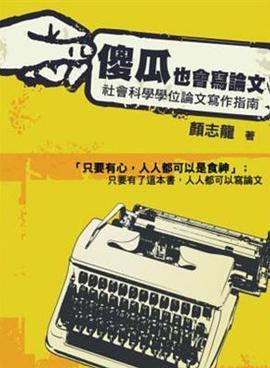 傻瓜也會寫論文
社會科學學位論文寫作指南
顏志龍 著
「只要有心，人人都可以是食神」：
只要有了這本書，人人都可以寫論文